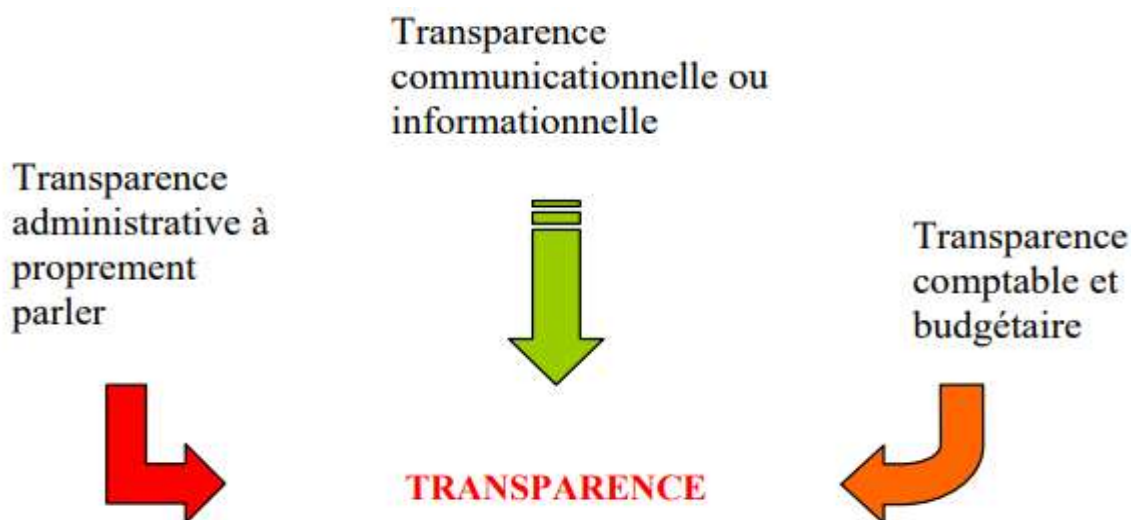 Transparence
communicationnelle ou
informationnelle
Transparence
administrative à
proprement
parler
Transparence
comptable et
budgétaire
TRANSPARENCE